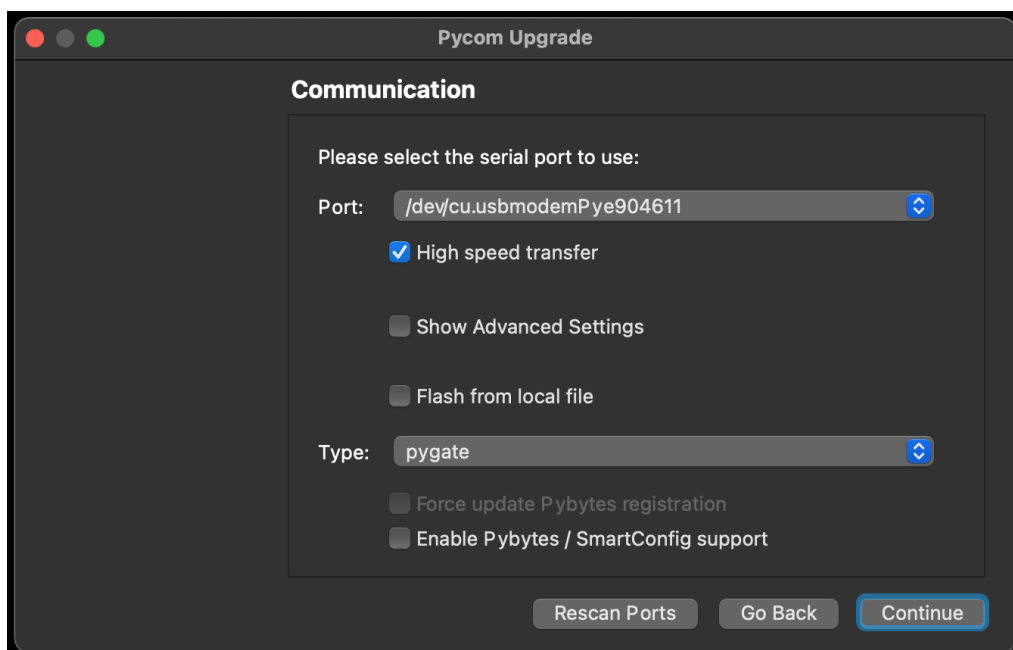 Pycom Upgrade
Communication
Please select the serial port to use:
Port: /dev/cu.usbmodemPye904611
High speed transfer
Show Advanced Settings
Flash from local file
Type: pygate
Force update Pybytes registration
Enable Pybytes / SmartConfig support
Rescan Ports Go Back Continue